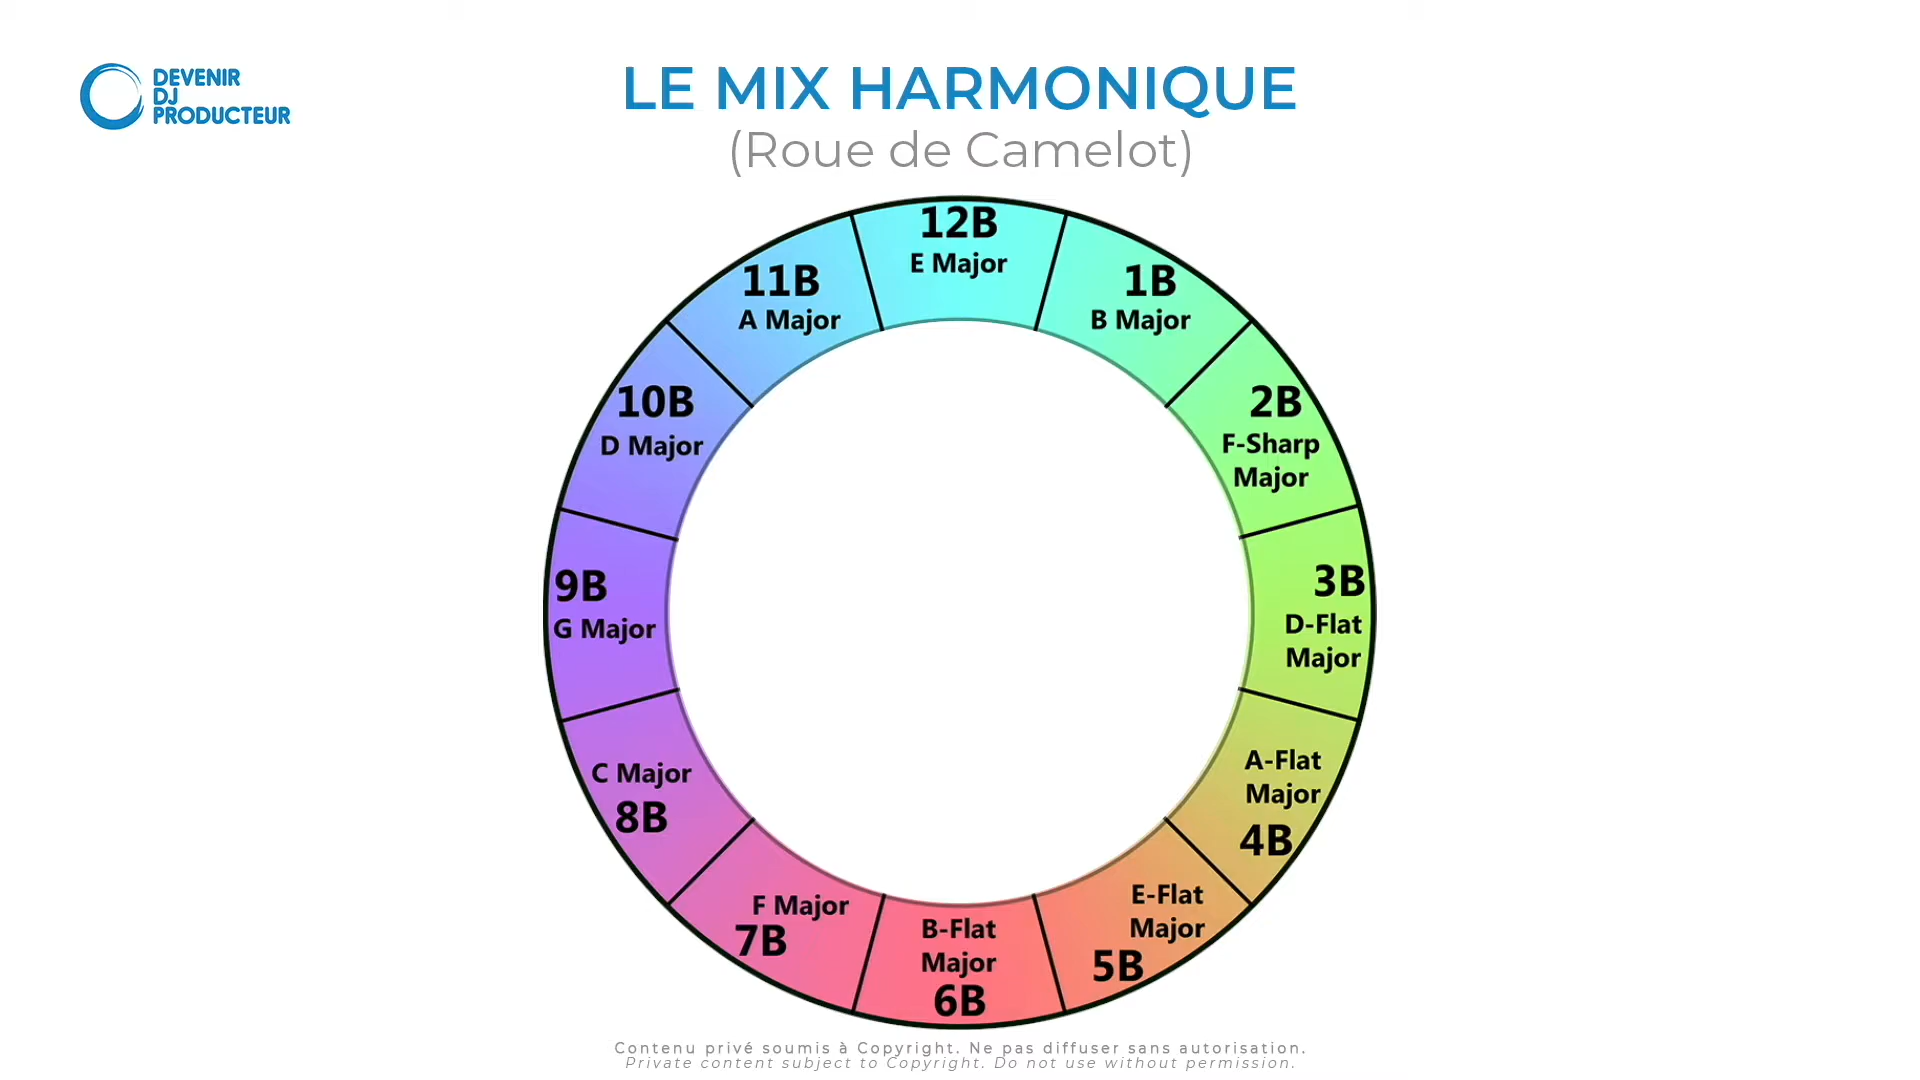 DEVENIR
DJ
PRODUCTEUR
LE MIX HARMONIQUE
(Roue de Camelot)
12B
E Major
1B
B Major
2B
F-Sharp
Major
3B
D-Flat
Major
A-Flat
Major
4B
E-Flat
Major
5B
B-Flat
Major
6B
F Major
7B
C Major
8B
9B
G Major
10B
D Major
11B
A Major
Contenu privé soumis à Copyright. Ne pas diffuser sans autorisation.
Private content subject to Copyright. Do not use without permission.